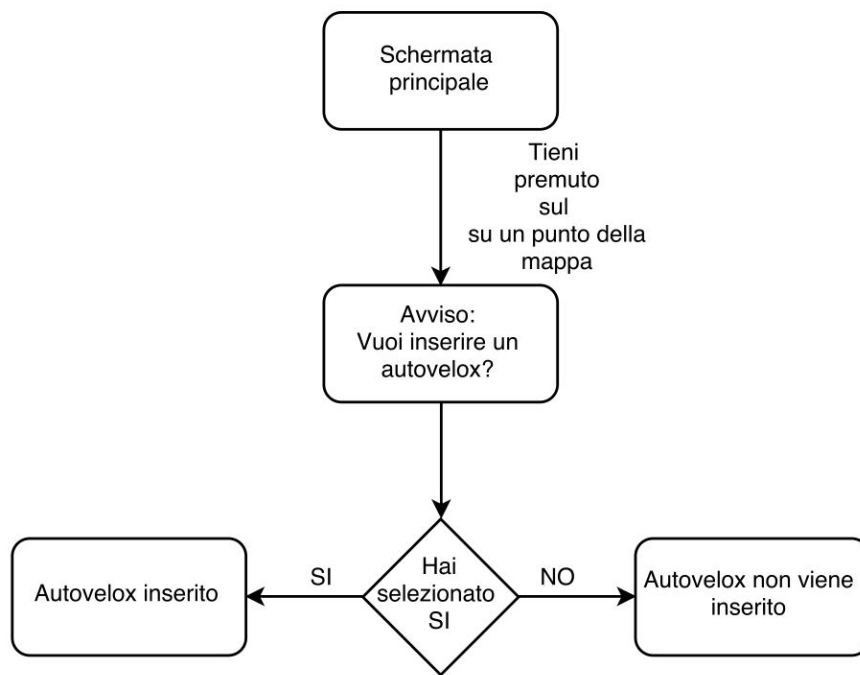 Schermata
principale
Tieni
premuto
sul
su un punto della
mappa
Avviso:
Vuoi inserire un
autovelox?
Autovelox inserito
SI
Hai
selezionato
SI
NO
Autovelox non viene
inserito